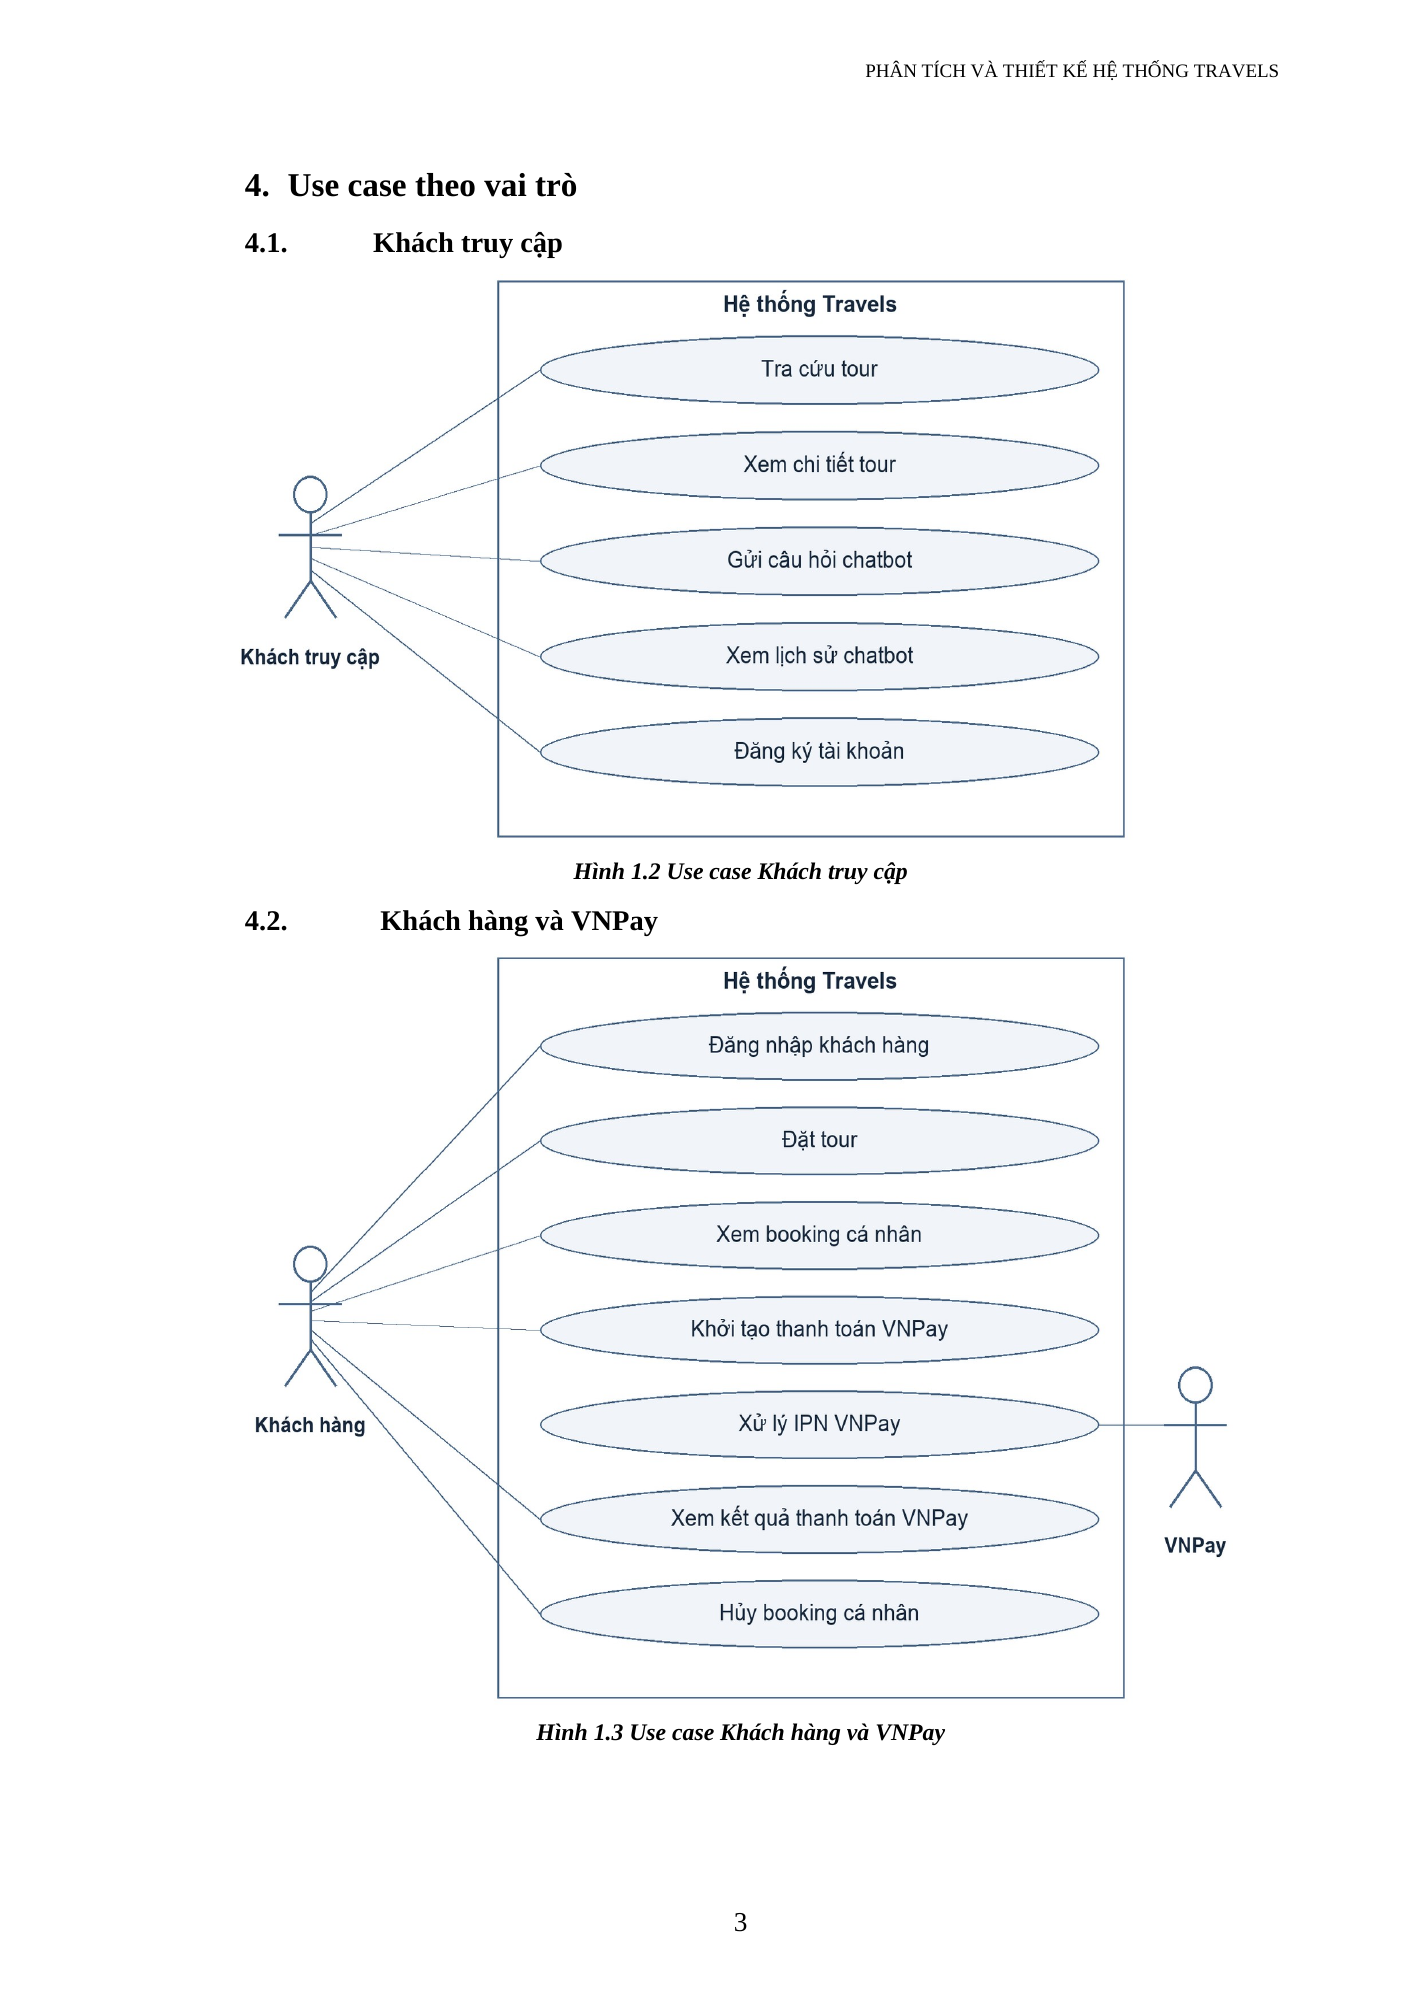 PHÂN TÍCH VÀ THIẾT KẾ HỆ THỐNG TRAVELS
4. Use case theo vai trò
4.1. Khách truy cập
Hệ thống Travels
Tra cứu tour
Xem chi tiết tour
Gửi câu hỏi chatbot
Xem lịch sử chatbot
Đăng ký tài khoản
Khách truy cập
Hình 1.2 Use case Khách truy cập
4.2. Khách hàng và VNPay
Hệ thống Travels
Đăng nhập khách hàng
Đặt tour
Xem booking cá nhân
Khởi tạo thanh toán VNPay
Xử lý IPN VNPay
Xem kết quả thanh toán VNPay
Hủy booking cá nhân
Khách hàng
VNPay
Hình 1.3 Use case Khách hàng và VNPay
3